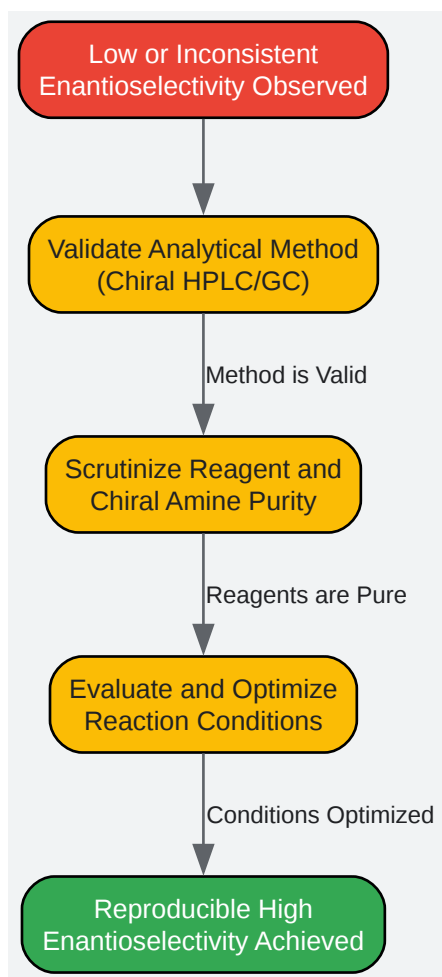 Low or Inconsistent
Enantioselectivity Observed
Validate Analytical Method
(Chiral HPLC/GC)
Method is Valid
Scrutinize Reagent and
Chiral Amine Purity
Reagents are Pure
Evaluate and Optimize
Reaction Conditions
Conditions Optimized
Reproducible High
Enantioselectivity Achieved